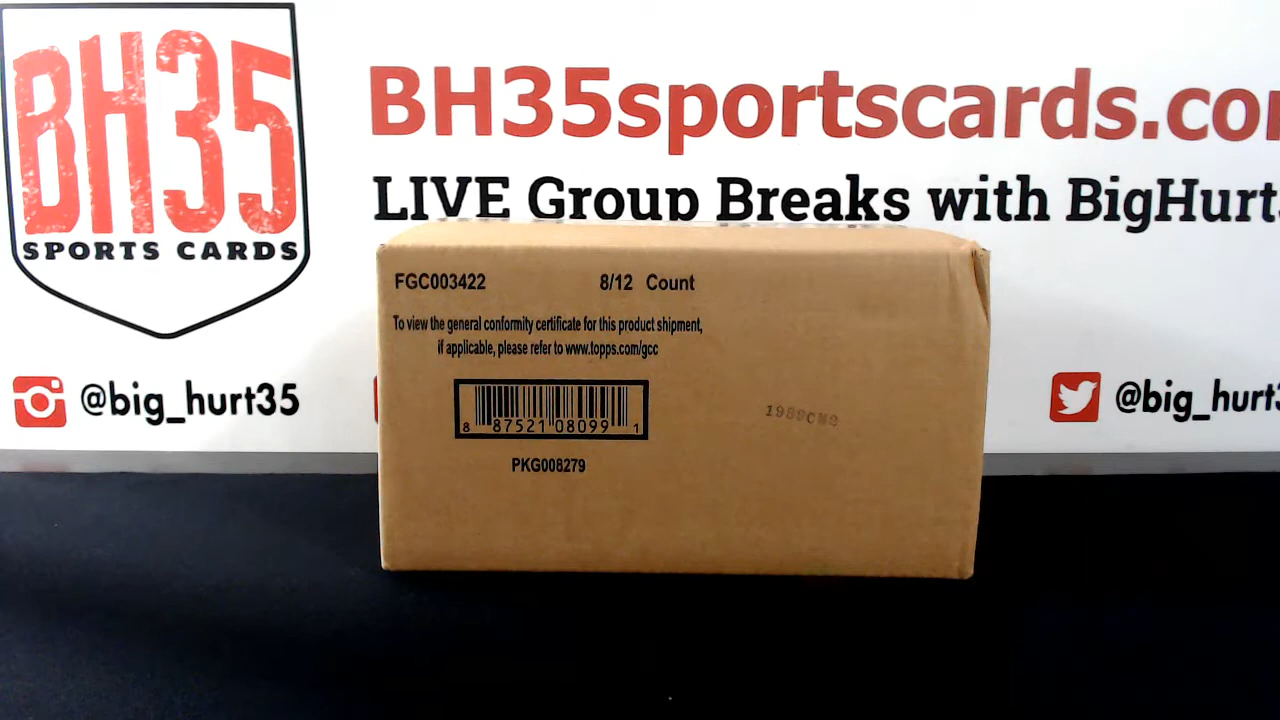 BH35
SPORTS CARDS
BH35sportscards.co
LIVE Group Breaks with BigHurt
@big_hurt35
@big_hurt3
FGC003422 8/12 Count
To view the general conformity certificate for this product shipment,
if applicable, please refer to www.topps.com/gcc
8 87521 08099 1
PKG008279